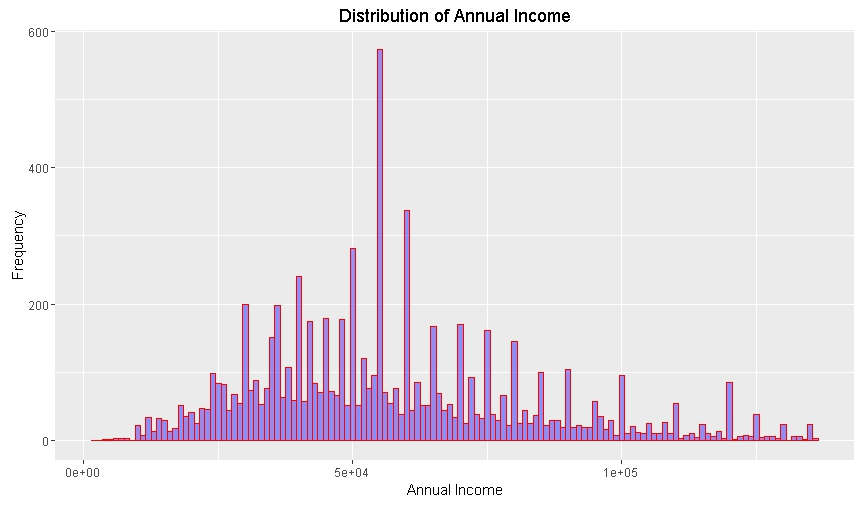 Distribution of Annual Income
600
400
200
0
Frequency
0e+00 5e+04 1e+05
Annual Income